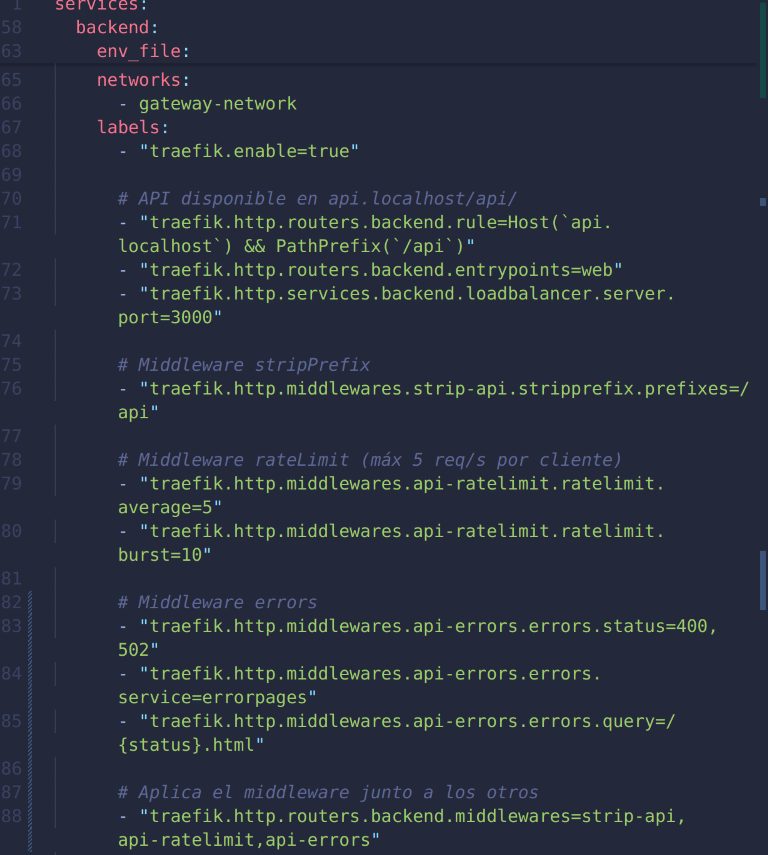 1 services:
58 backend:
63 env_file:
65 networks:
66 - gateway-network
67 labels:
68 - "traefik.enable=true"
69
70 # API disponible en api.localhost/api/
71 - "traefik.http.routers.backend.rule=Host(`api.
localhost`) && PathPrefix(`/api`)"
72 - "traefik.http.routers.backend.entrypoints=web"
73 - "traefik.http.services.backend.loadbalancer.server.
port=3000"
74
75 # Middleware stripPrefix
76 - "traefik.http.middlewares.strip-api.stripprefix.prefixes=/
api"
77
78 # Middleware rateLimit (máx 5 req/s por cliente)
79 - "traefik.http.middlewares.api-ratelimit.ratelimit.
average=5"
80 - "traefik.http.middlewares.api-ratelimit.ratelimit.
burst=10"
81
82 # Middleware errors
83 - "traefik.http.middlewares.api-errors.errors.status=400,
502"
84 - "traefik.http.middlewares.api-errors.errors.
service=errorpages"
85 - "traefik.http.middlewares.api-errors.errors.query=/
{status}.html"
86
87 # Aplica el middleware junto a los otros
88 - "traefik.http.routers.backend.middlewares=strip-api,
api-ratelimit,api-errors"